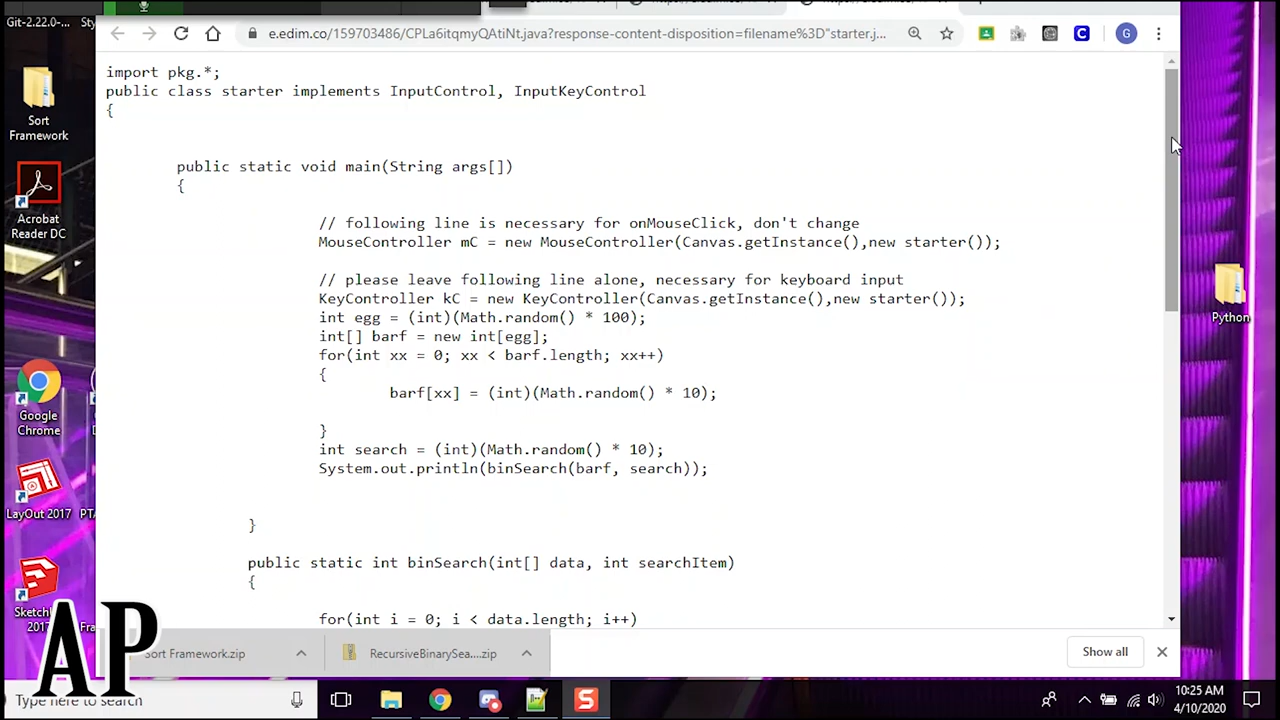 Git-2.22.0-...
e.edim.co/159703486/CPLa6itqmyQAtiNt.java?response-content-disposition=filename%3D"starter.j...
G
import pkg.*;
public class starter implements InputControl, InputKeyControl
{
public static void main(String args[])
{
// following line is necessary for onMouseClick, don't change
MouseController mC = new MouseController(Canvas.getInstance(),new starter());
// please leave following line alone, necessary for keyboard input
KeyController kC = new KeyController(Canvas.getInstance(),new starter());
int egg = (int)(Math.random() * 100);
int[] barf = new int[egg];
for(int xx = 0; xx < barf.length; xx++)
{
barf[xx] = (int)(Math.random() * 10);
}
int search = (int)(Math.random() * 10);
System.out.println(binSearch(barf, search));
}
public static int binSearch(int[] data, int searchItem)
{
for(int i = 0; i < data.length; i++)
Sort
Framework
Acrobat
Reader DC
Google
Chrome
LayOut 2017
PTA
2017
Python
AP
Sort Framework.zip
RecursiveBinarySea....zip
Show all
Type here to search
S
10:25 AM
4/10/2020